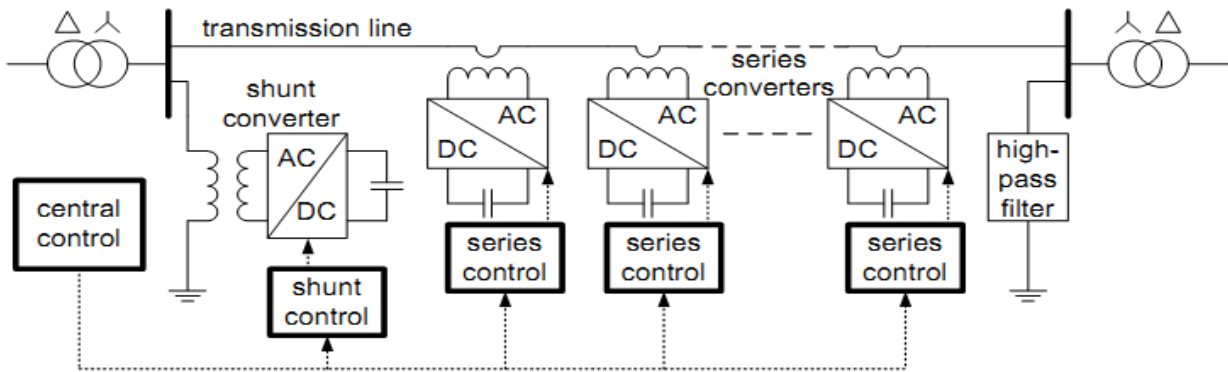 transmission line
series
converters
shunt
converter
AC
DC
AC
DC
AC
DC
AC
DC
high-
pass
filter
central
control
shunt
control
series
control
series
control
series
control